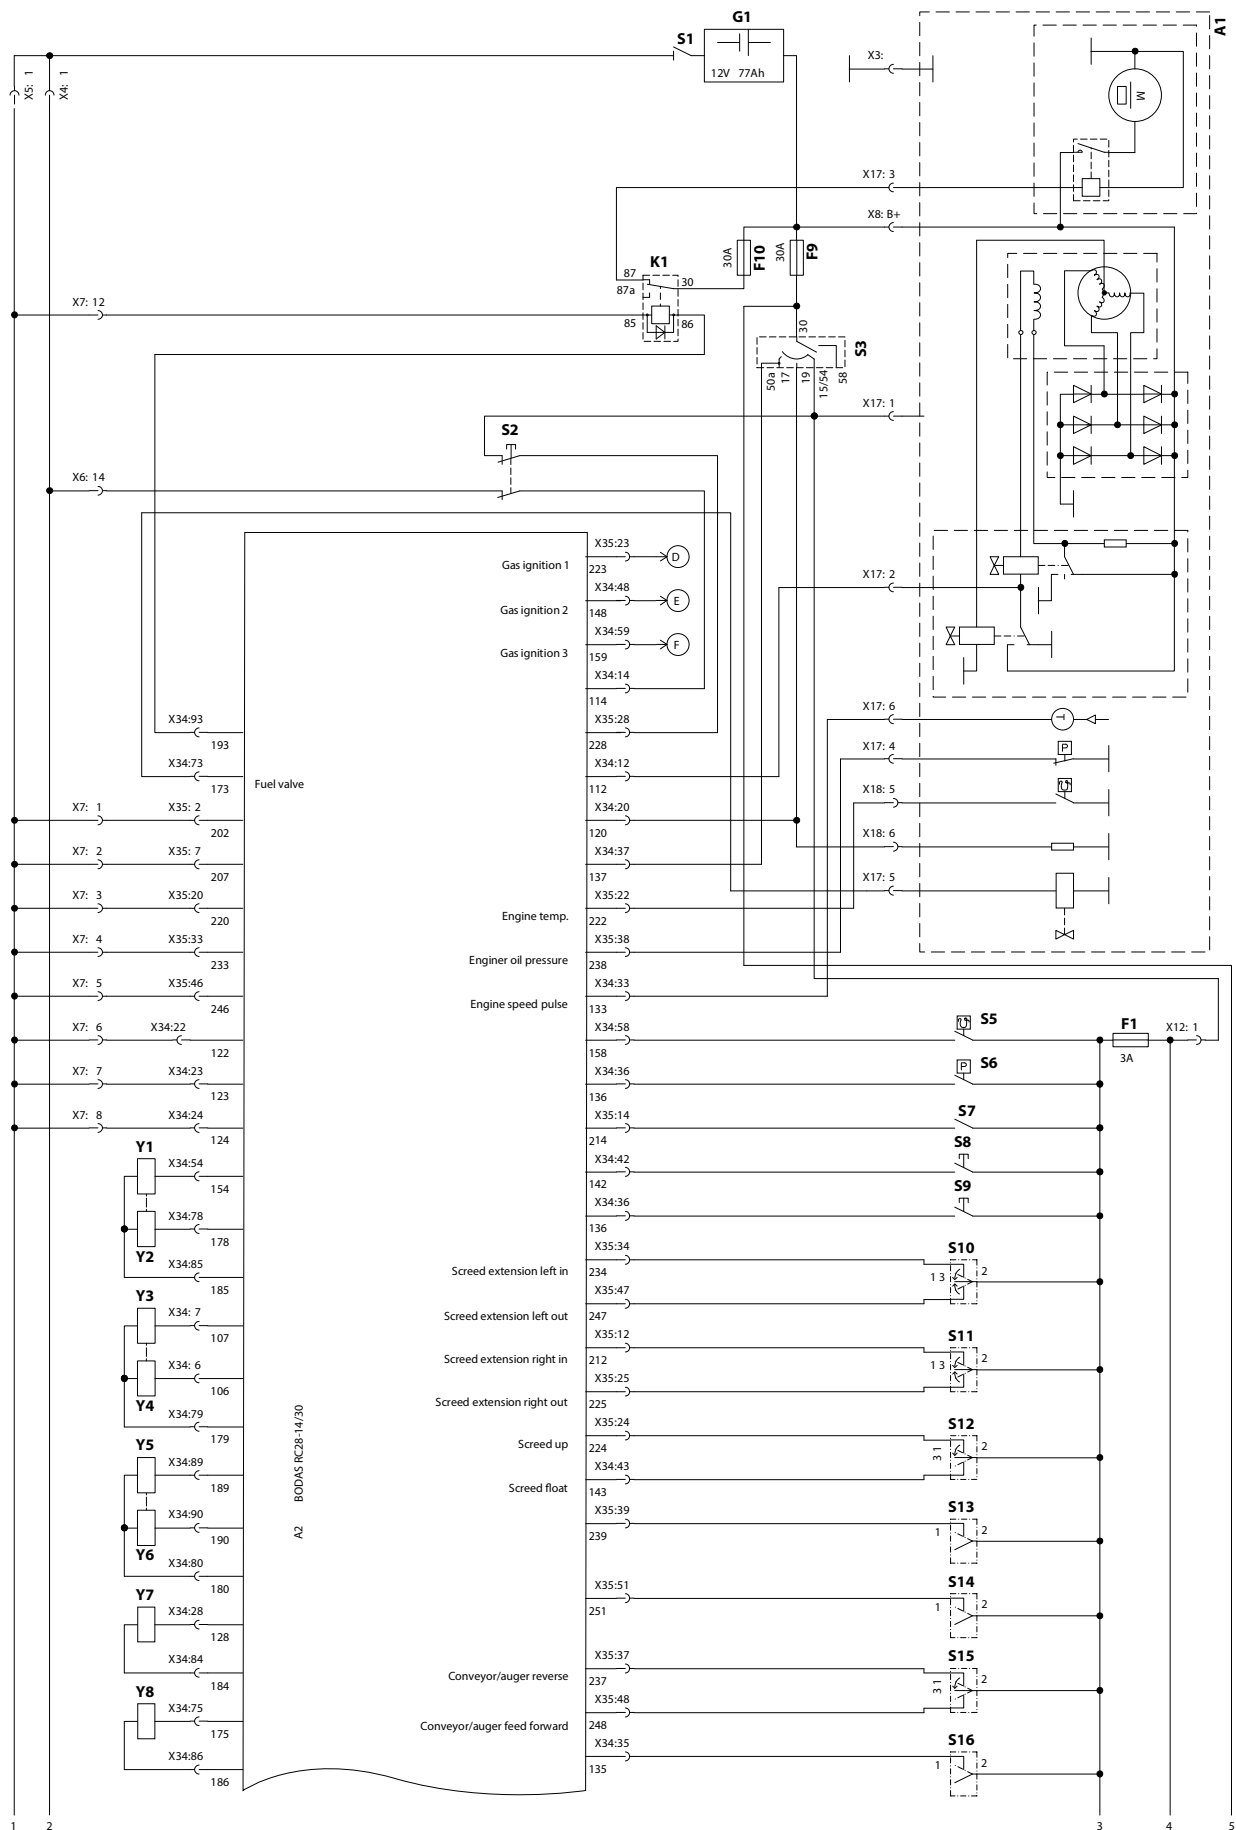 G1
S1
12V 77Ah
X3:
A1
X5: 1
X4: 1
M
X17: 3
X8: B+
30A
F10
30A
F9
K1
87
30
87a
X7: 12
85
86
30
S3
50a
17
19
15/54
58
X17: 1
S2
X6: 14
X35:23
Gas ignition 1
223
D
X34:48
Gas ignition 2
148
E
X17: 2
X34:59
Gas ignition 3
159
F
X34:14
114
X34:93
193
X35:28
228
X17: 6
T
X34:73
173
Fuel valve
X34:12
112
X17: 4
P
X7: 1
X35: 2
202
X34:20
120
X18: 5
X7: 2
X35: 7
207
X34:37
137
X18: 6
X7: 3
X35:20
220
Engine temp.
X35:22
222
X17: 5
X7: 4
X35:33
233
Enginer oil pressure
X35:38
238
X7: 5
X35:46
246
Engine speed pulse
X34:33
133
X7: 6
X34:22
122
X34:58
158
S5
F1
3A
X12: 1
X7: 7
X34:23
123
X34:36
136
P
S6
X7: 8
X34:24
124
X35:14
214
S7
Y1
X34:54
154
X34:42
142
S8
X34:78
178
Y2
X34:36
136
S9
X34:85
185
Screed extension left in
X35:34
234
S10
1 3
2
Y3
X34: 7
107
Screed extension left out
X35:47
247
X34: 6
106
Y4
Screed extension right in
X35:12
212
S11
1 3
2
X34:79
179
Screed extension right out
X35:25
225
Y5
X34:89
189
Screed up
X35:24
224
S12
3 1
2
X34:90
190
Y6
Screed float
X34:43
143
X34:80
180
X35:39
239
S13
1
2
A2 BODAS RC28-14/30
Y7
X34:28
128
X35:51
251
S14
1
2
X34:84
184
Conveyor/auger reverse
X35:37
237
S15
3 1
2
Y8
X34:75
175
Conveyor/auger feed forward
X35:48
248
X34:86
186
X34:35
135
S16
1
2
1
2
3
4
5